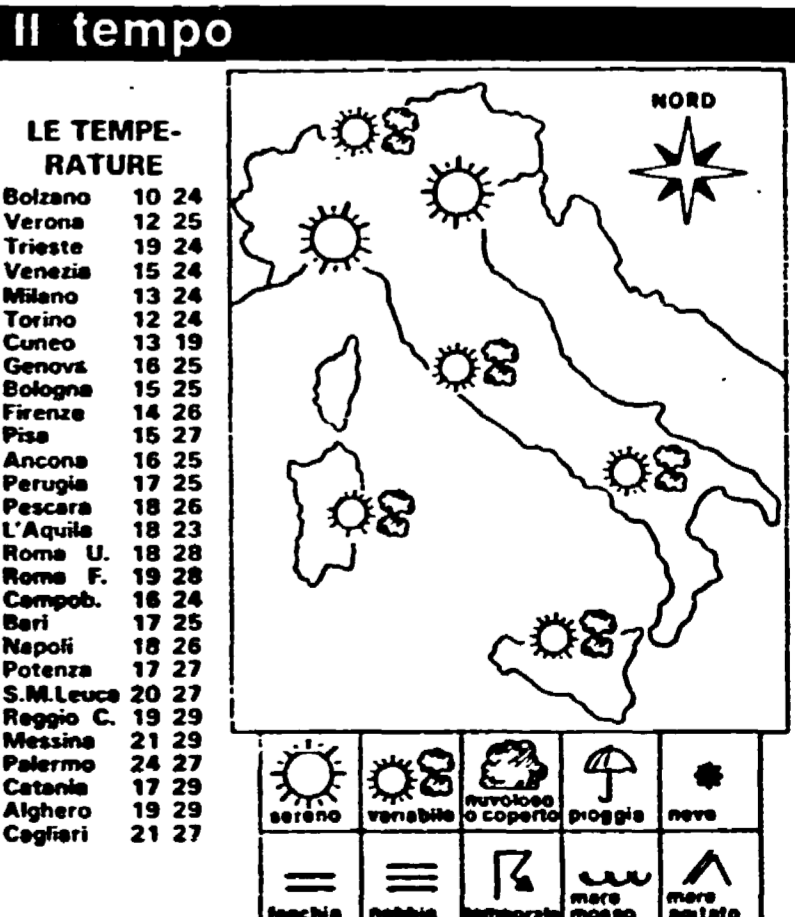 Il tempo
LE TEMPE-
RATURE
Bolzano 10 24
Verona 12 25
Trieste 19 24
Venezia 15 24
Milano 13 24
Torino 12 24
Cuneo 13 19
Genova 16 25
Bologna 15 25
Firenze 14 26
Pisa 15 27
Ancona 16 25
Perugia 17 25
Pescara 18 26
L'Aquila 18 23
Roma U. 18 28
Roma F. 19 28
Campob. 16 24
Bari 17 25
Napoli 18 26
Potenza 17 27
S.M.Leuca 20 27
Reggio C. 19 29
Messina 21 29
Palermo 24 27
Catania 17 29
Alghero 19 29
Cagliari 21 27
NORD
sereno
variabile
nuvoloso
o coperto
pioggia
neve
foschia
nebbia
temporale
mare
mosso
mare
agitato